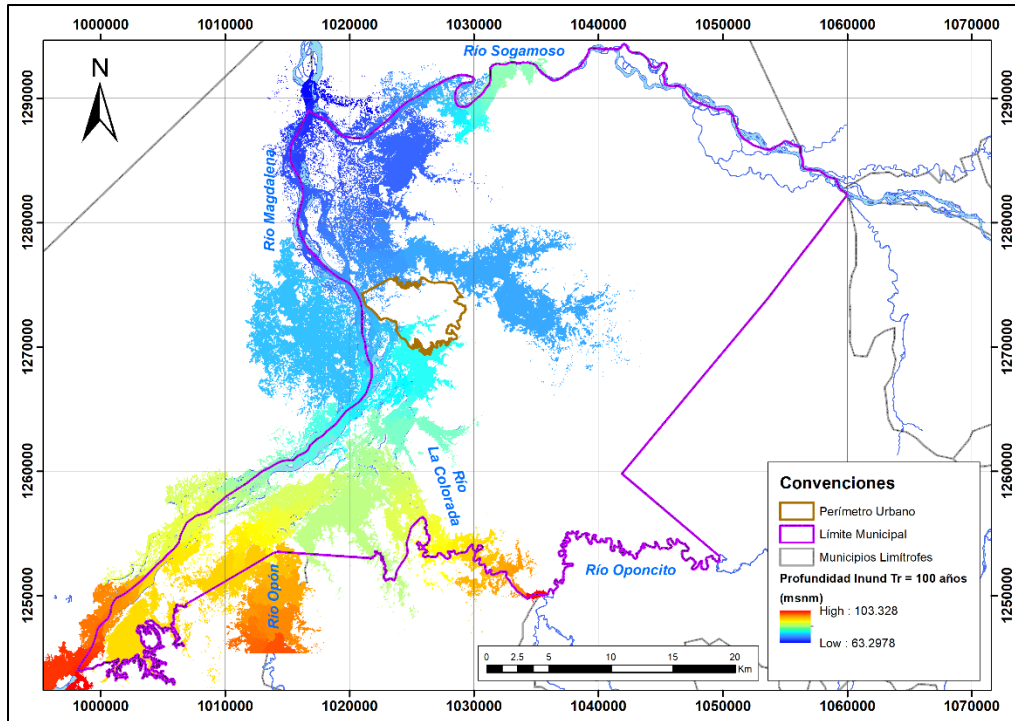 1000000 1010000 1020000 1030000 1040000 1050000 1060000 1070000
N
Río Sogamoso
Río Magdalena
Río
La Colorada
Río Oponcito
Río Opón
1290000
1280000
1270000
1260000
1250000
1290000
1280000
1270000
1260000
1250000
Convenciones
Perímetro Urbano
Límite Municipal
Municipios Limítrofes
Profundidad Inund Tr = 100 años
(msnm)
High : 103.328
Low : 63.2978
0 2.5 5 10 15 20
Km
1000000 1010000 1020000 1030000 1040000 1050000 1060000 1070000